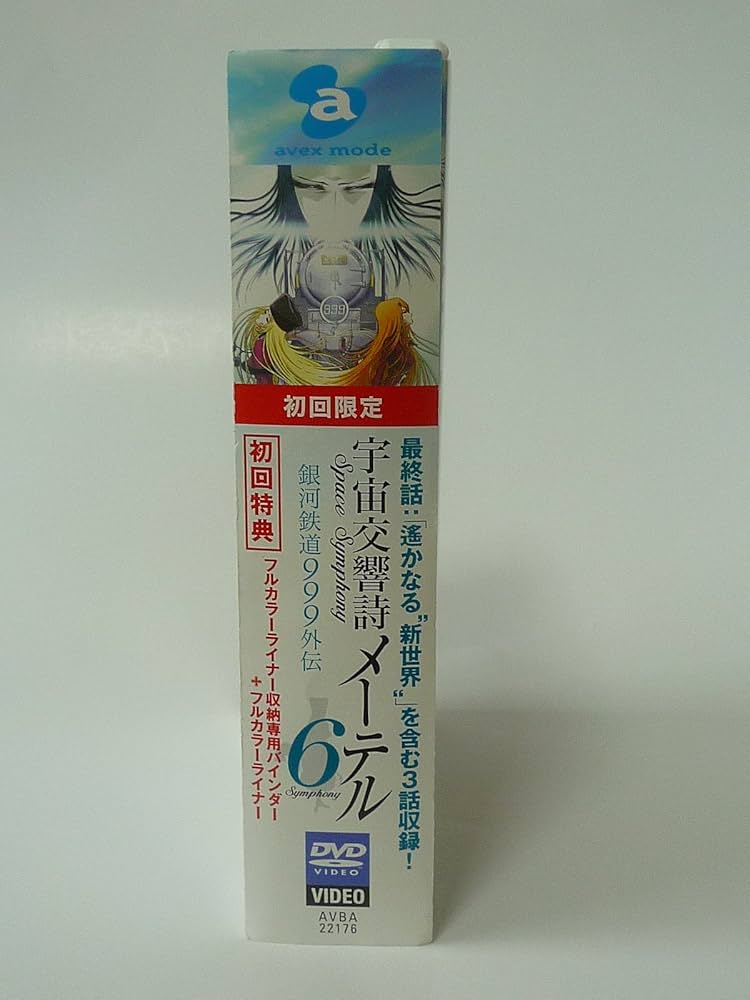 a
avex mode
999
初回限定
最終話:「遙かなる"新世界"」を含む3話収録!
宇宙交響詩メーテル
Space Symphony
銀河鉄道999外伝
6
Symphony
初回特典
フルカラーライナー収納専用バインダー
+フルカラーライナー
DVD
VIDEO
VIDEO
AVBA
22176